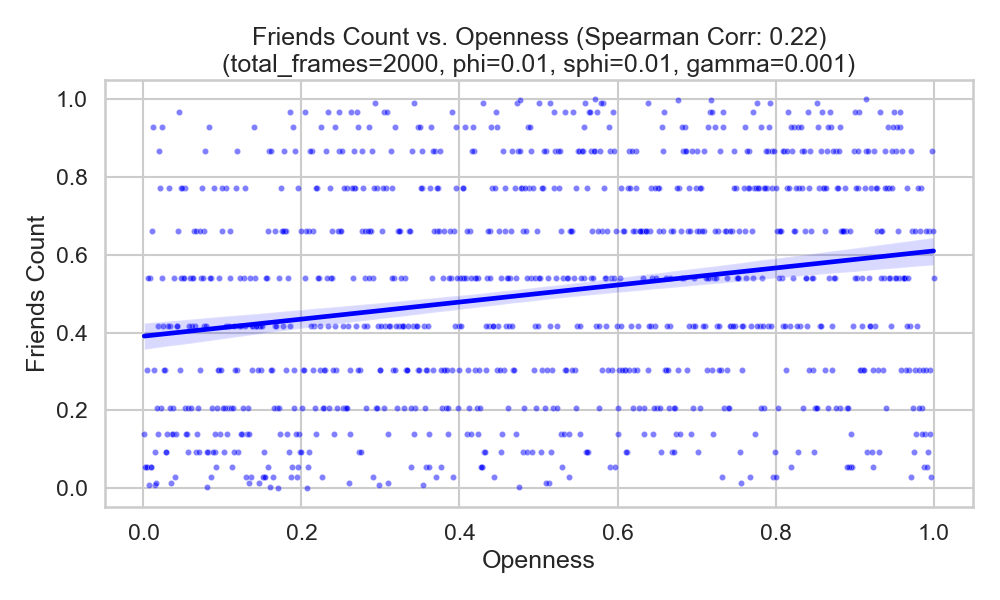 Friends Count vs. Openness (Spearman Corr: 0.22)
(total_frames=2000, phi=0.01, sphi=0.01, gamma=0.001)
1.0
0.8
0.6
0.4
0.2
0.0
Friends Count
0.0 0.2 0.4 0.6 0.8 1.0
Openness